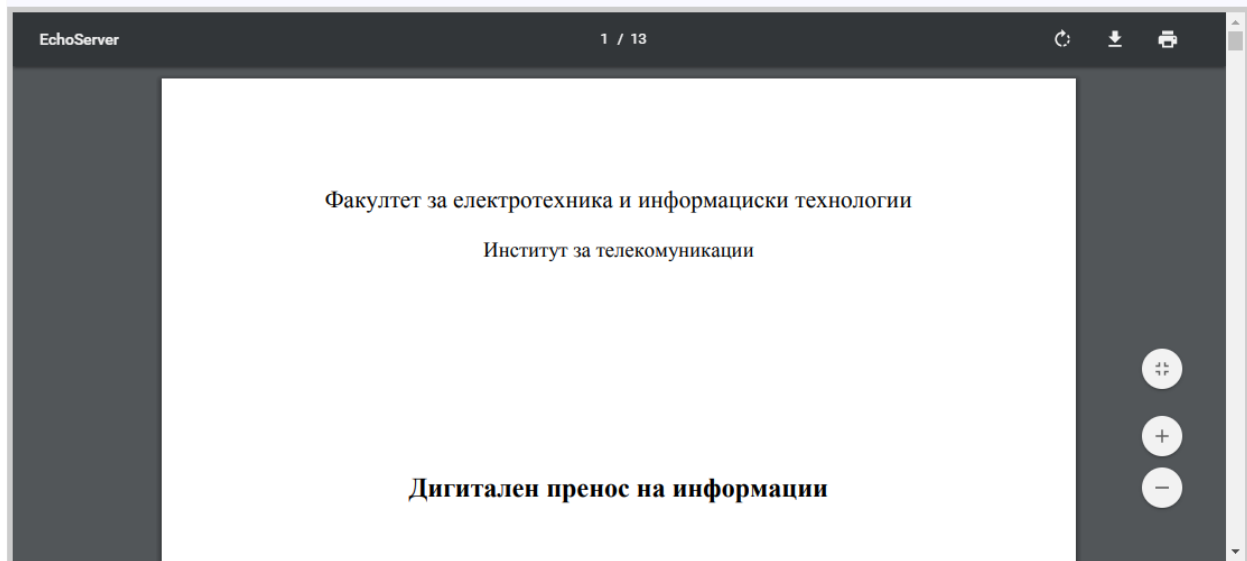 EchoServer 1 / 13
Факултет за електротехника и информациски технологии
Институт за телекомуникации
Дигитален пренос на информации